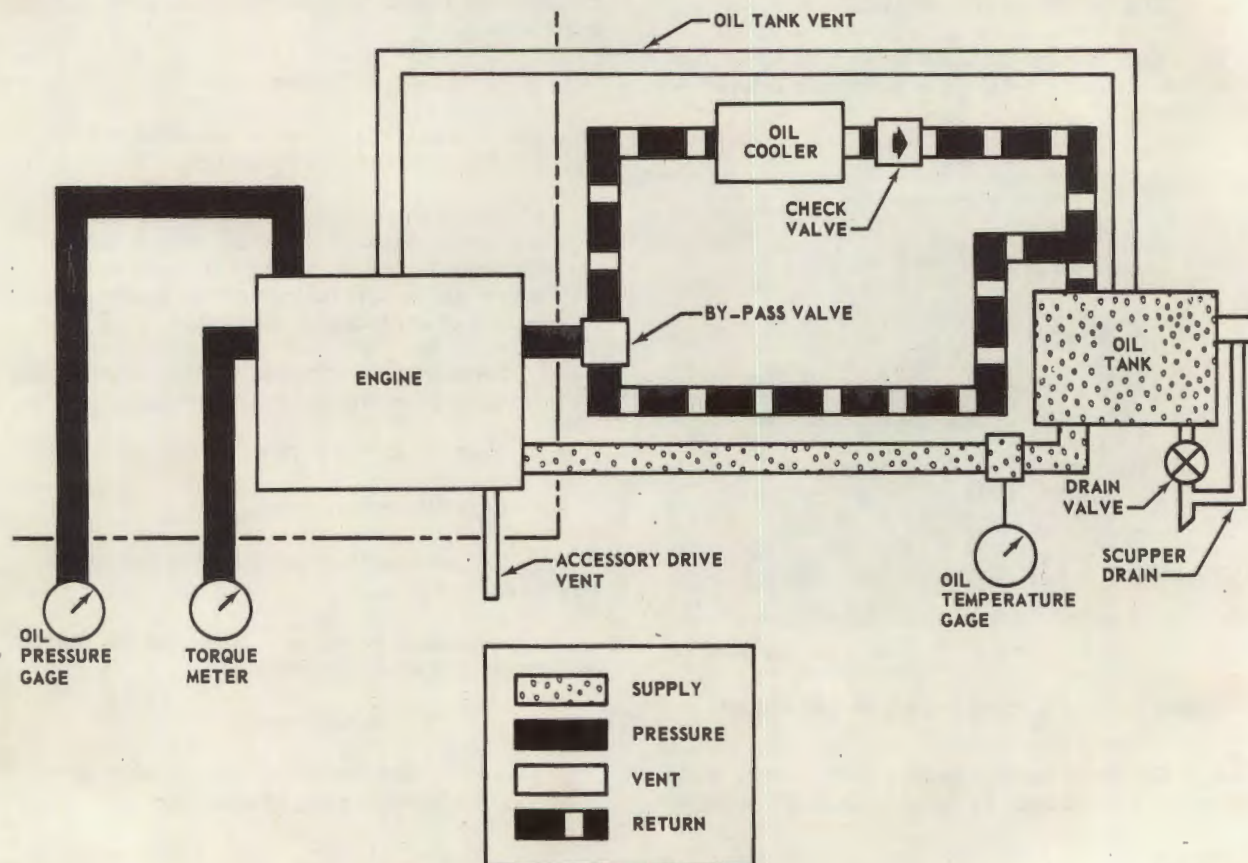 OIL TANK VENT
OIL
COOLER
CHECK
VALVE
BY-PASS VALVE
ENGINE
OIL
TANK
DRAIN
VALVE
SCUPPER
DRAIN
ACCESSORY DRIVE
VENT
OIL
TEMPERATURE
GAGE
OIL
PRESSURE
GAGE
TORQUE
METER
SUPPLY
PRESSURE
VENT
RETURN